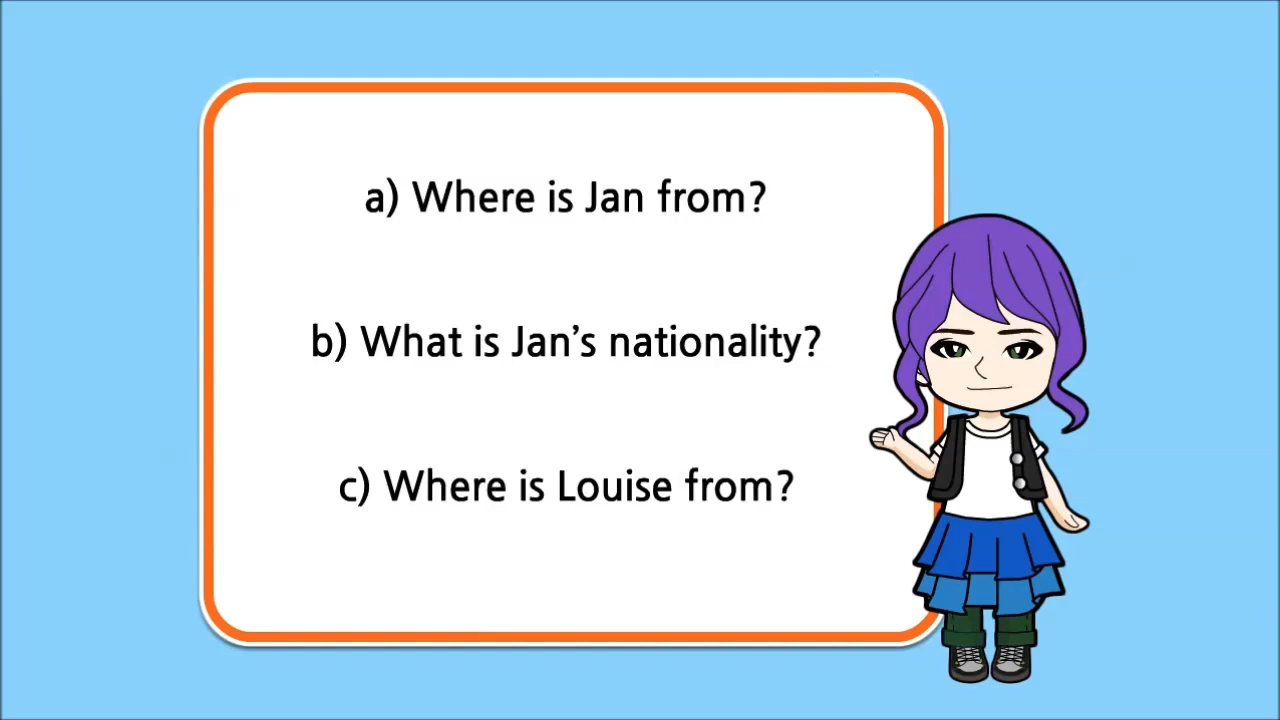 a) Where is Jan from?
b) What is Jan’s nationality?
c) Where is Louise from?